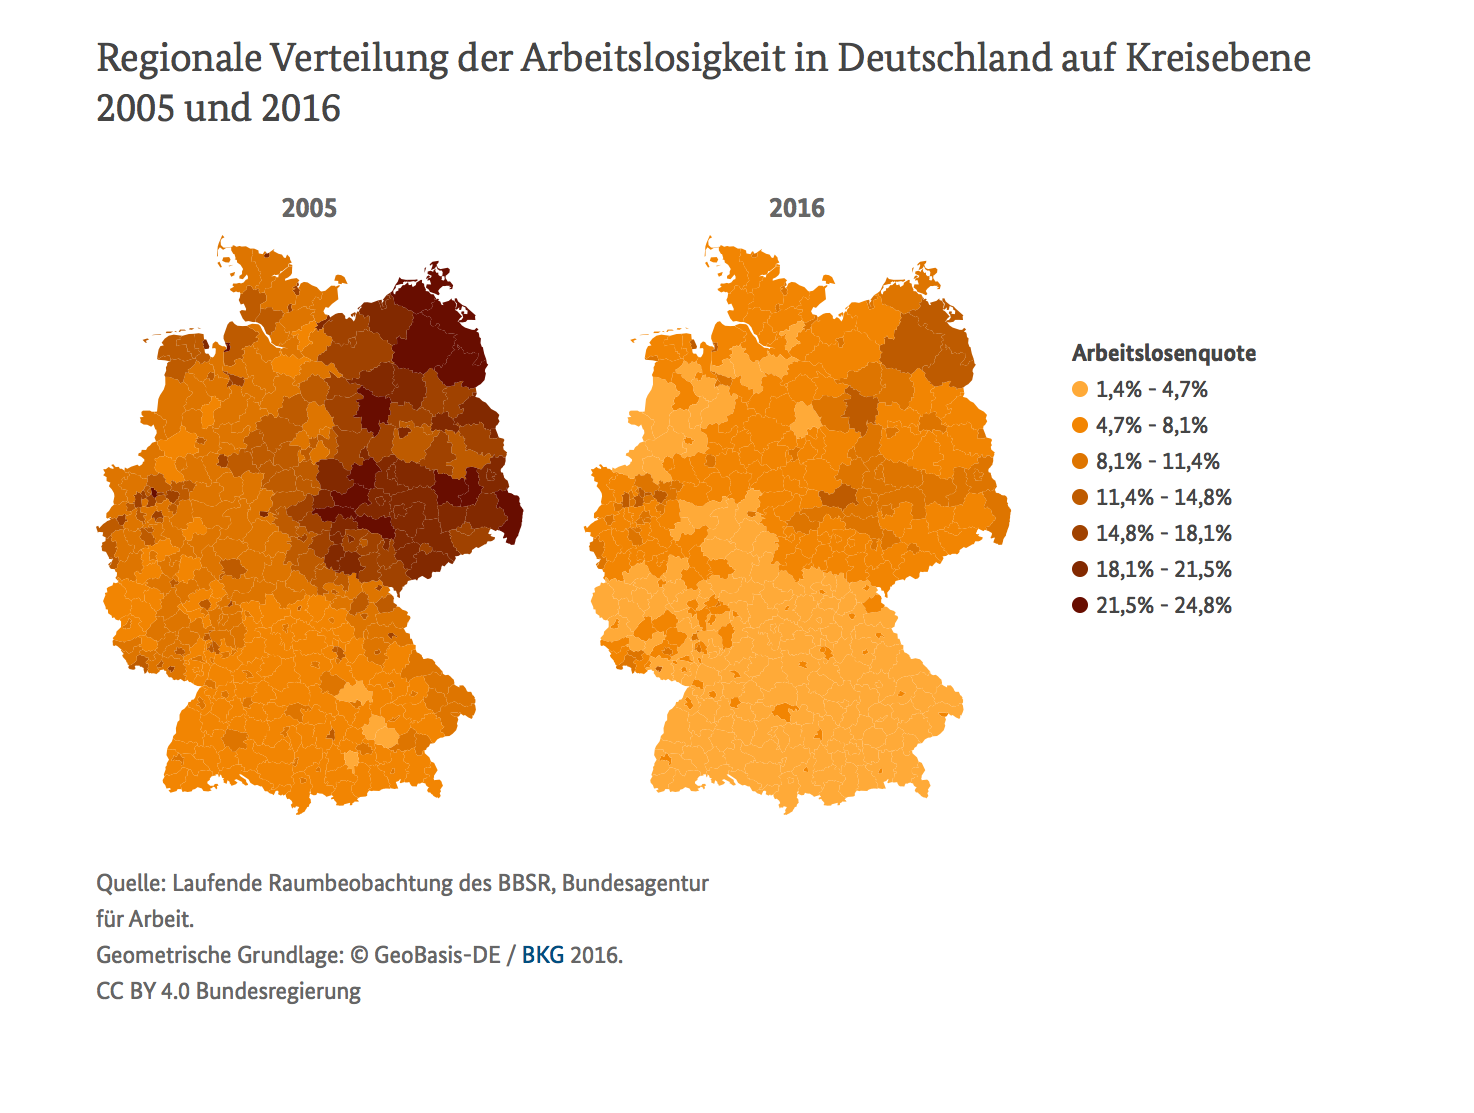 Regionale Verteilung der Arbeitslosigkeit in Deutschland auf Kreisebene
2005 und 2016
2005
2016
Arbeitslosenquote
1,4% - 4,7%
4,7% - 8,1%
8,1% - 11,4%
11,4% - 14,8%
14,8% - 18,1%
18,1% - 21,5%
21,5% - 24,8%
Quelle: Laufende Raumbeobachtung des BBSR, Bundesagentur
für Arbeit.
Geometrische Grundlage: © GeoBasis-DE / BKG 2016.
CC BY 4.0 Bundesregierung